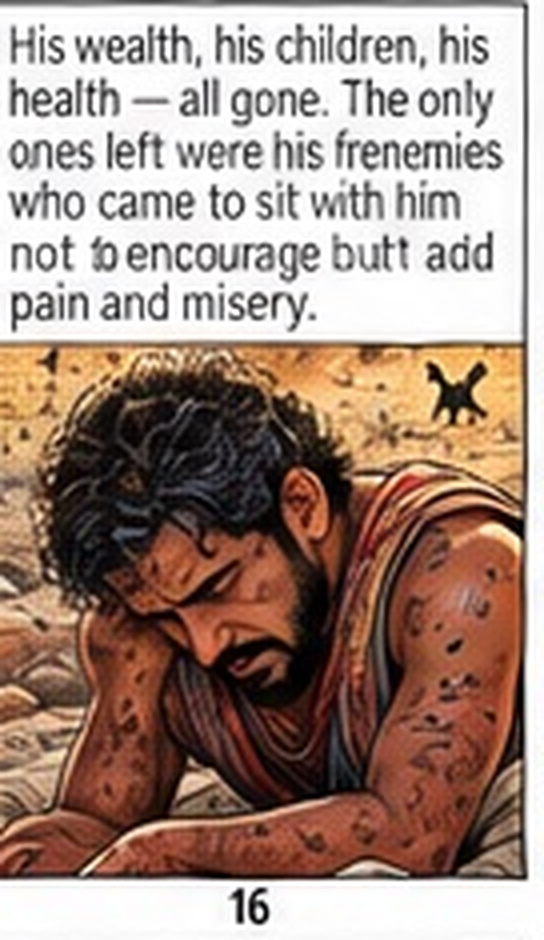 His wealth, his children, his
health — all gone. The only
ones left were his frenemies
who came to sit with him
not to encourage butt add
pain and misery.
16